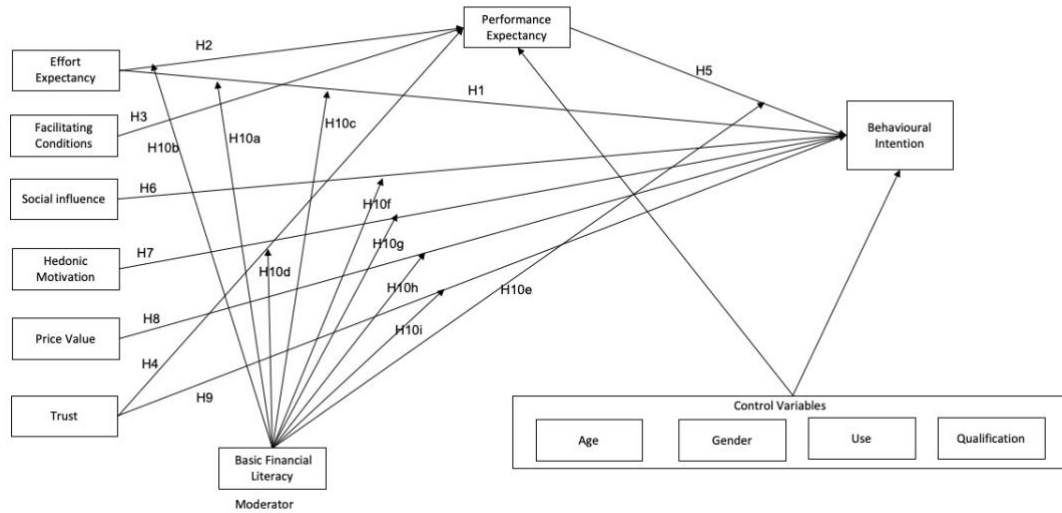 Performance
Expectancy
H2
Effort
Expectancy
H5
H1
H3
Facilitating
Conditions
H10a
H10c
H10b
Behavioural
Intention
Social influence
H6
H10f
H10g
H7
Hedonic
Motivation
H10d
H10h
H10e
H8
Price Value
H10i
H4
H9
Trust
Control Variables
Age
Gender
Use
Qualification
Basic Financial
Literacy
Moderator